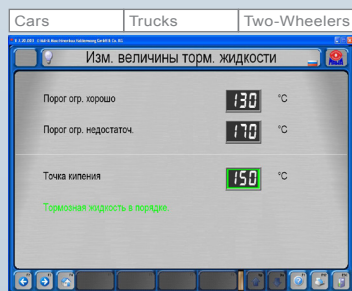 Cars Trucks Two-Wheelers
Изм. величины торм. жидкости
Порог огр. хорошо 130 °C
Порог огр. недостаточ. 170 °C
Точка кипения 150 °C
Тормозная жидкость в порядке.